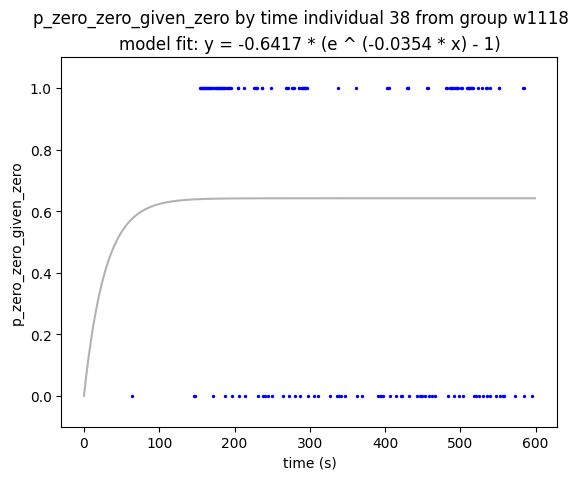 p_zero_zero_given_zero by time individual 38 from group w1118
model fit: y = -0.6417 * (e ^ (-0.0354 * x) - 1)
1.0
0.8
0.6
0.4
0.2
0.0
p_zero_zero_given_zero
0 100 200 300 400 500 600
time (s)